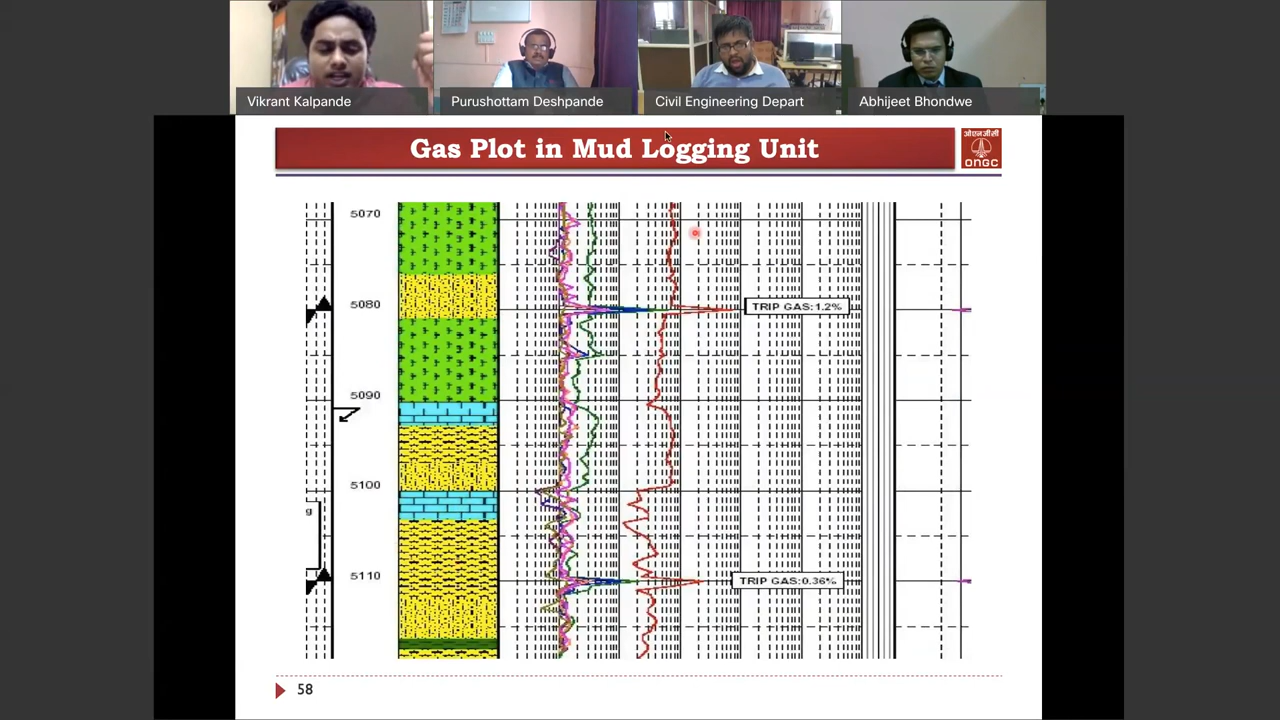 Vikrant Kalpande
Purushottam Deshpande
Civil Engineering Depart
Abhijeet Bhondwe
Gas Plot in Mud Logging Unit
ओएनजीसी
ONGC
5070
5080
TRIP GAS:1.2%
5090
5100
g
5110
TRIP GAS:0.36%
58